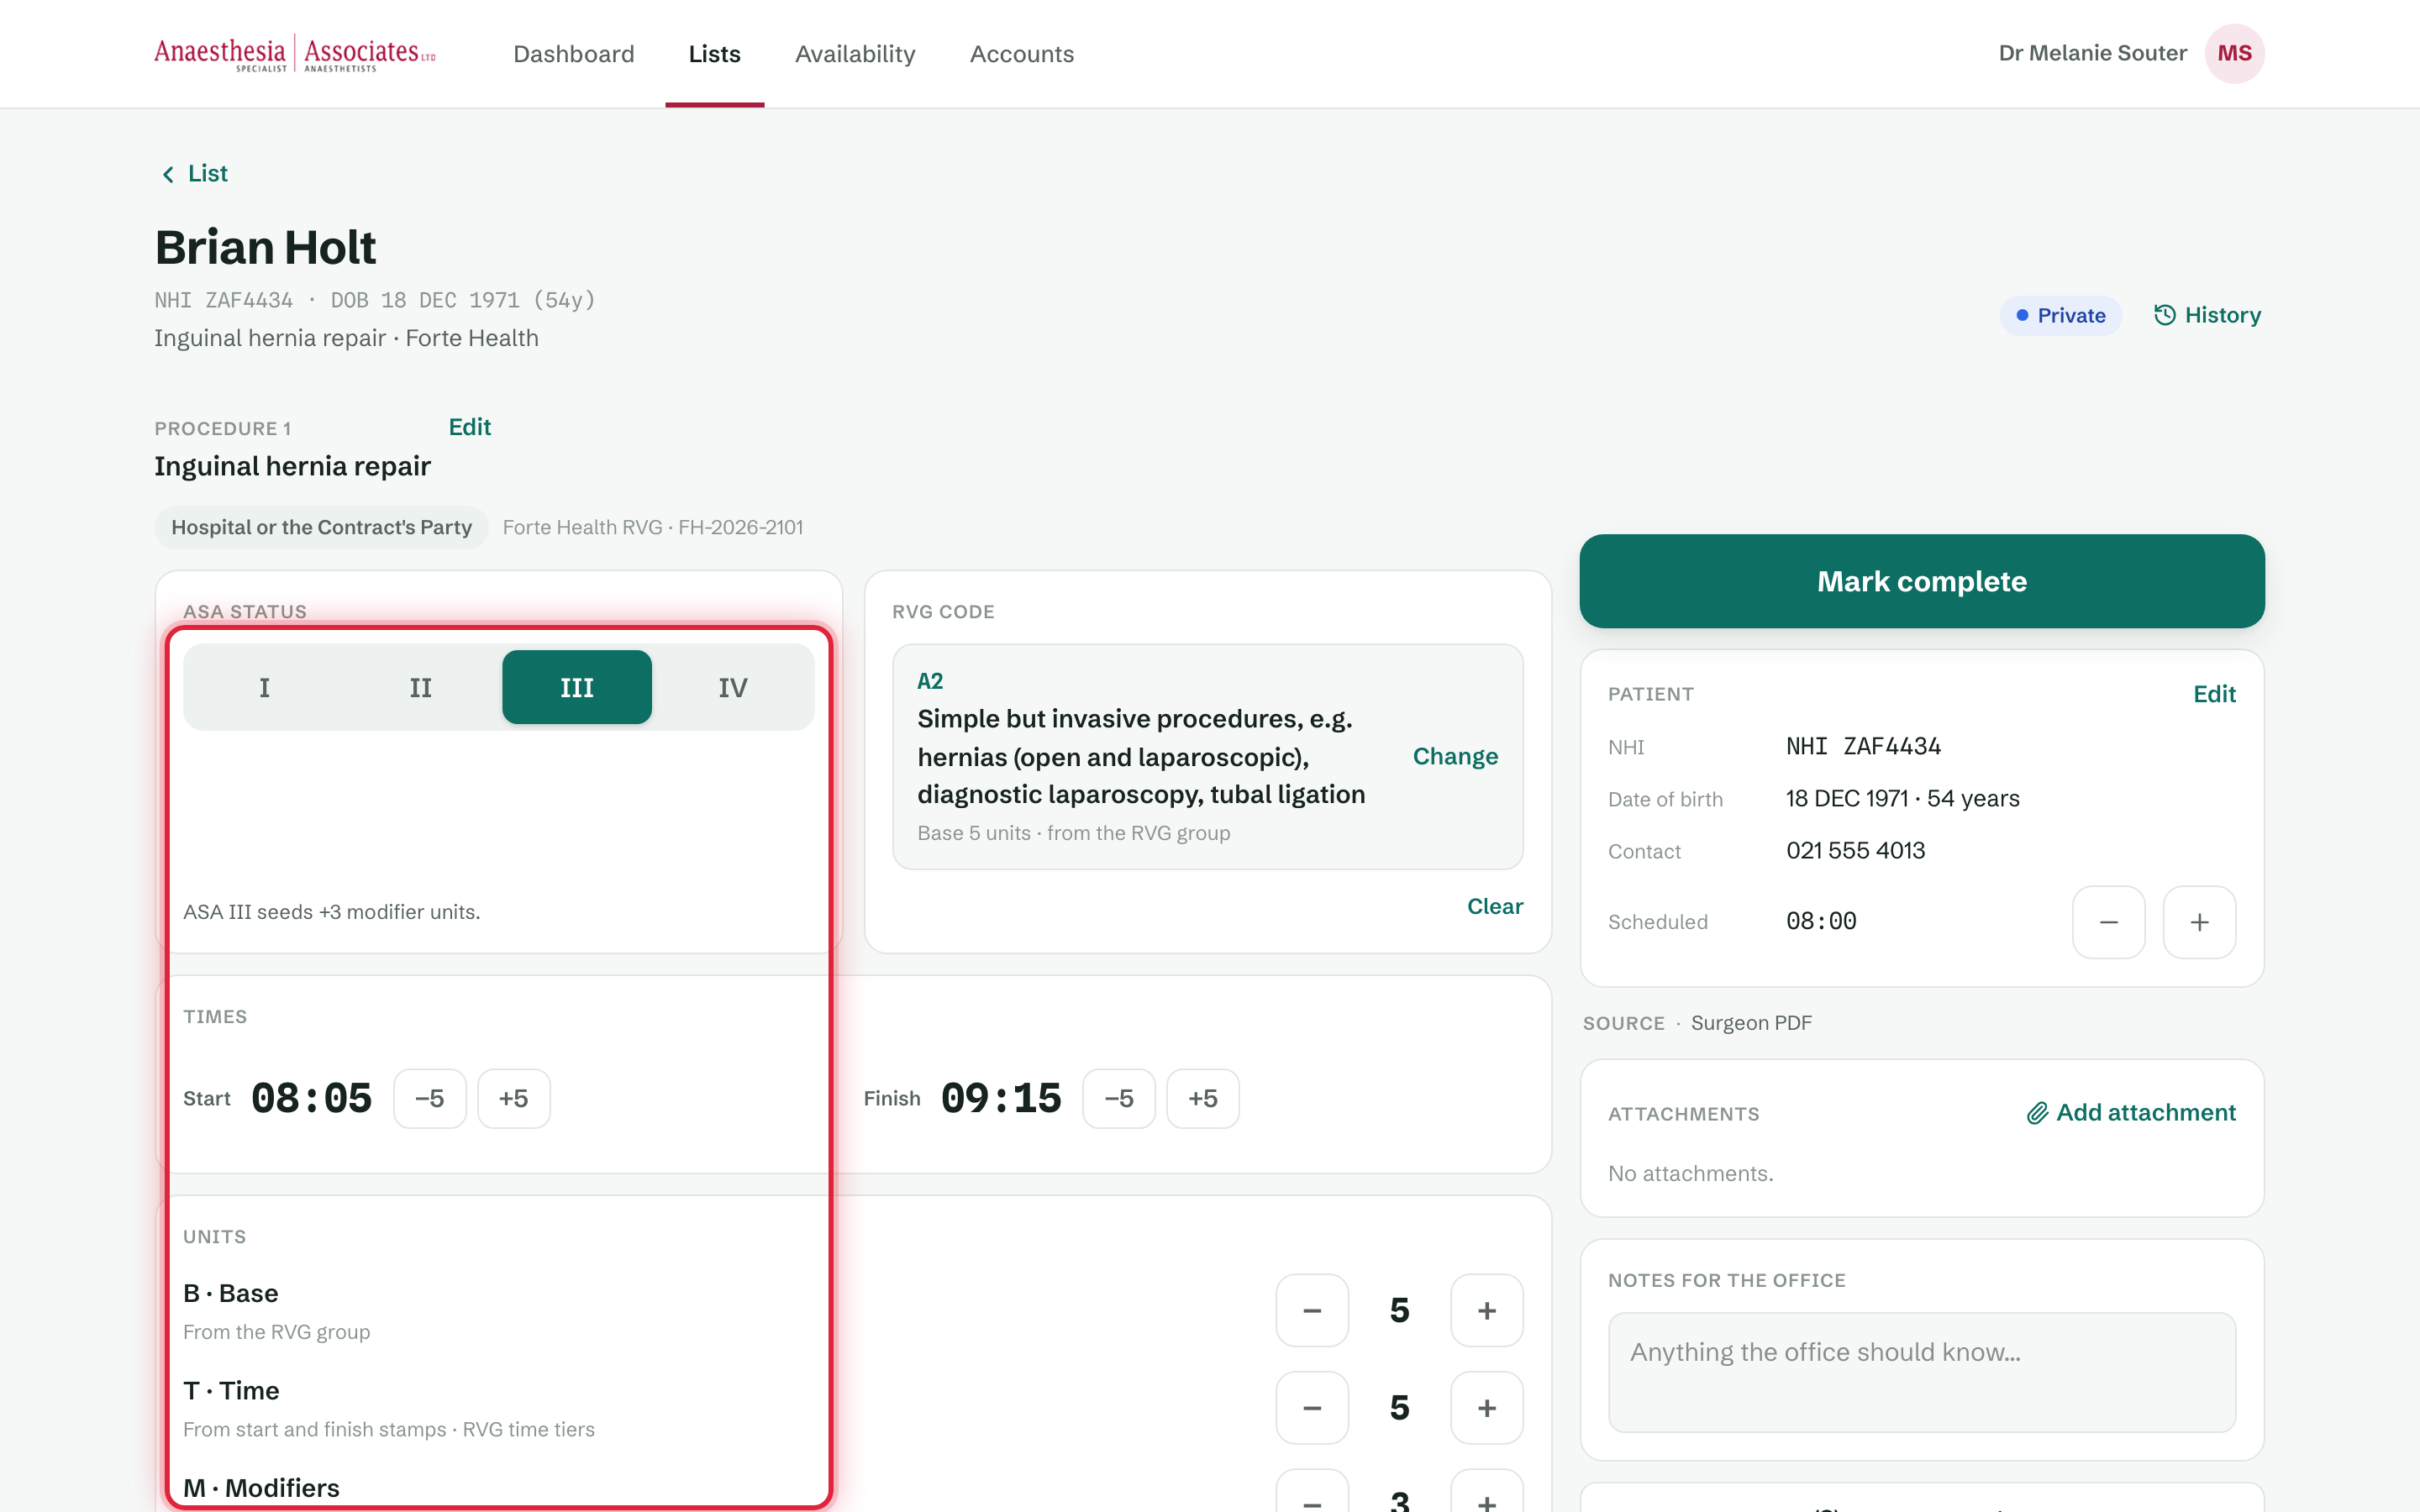 Anaesthesia Associates LTD
SPECIALIST ANAESTHETISTS
Dashboard
Lists
Availability
Accounts
Dr Melanie Souter
MS
List
Brian Holt
NHI ZAF4434 · DOB 18 DEC 1971 (54y)
Inguinal hernia repair · Forte Health
Private
History
PROCEDURE 1
Edit
Inguinal hernia repair
Hospital or the Contract's Party
Forte Health RVG · FH-2026-2101
ASA STATUS
I
II
III
IV
ASA III seeds +3 modifier units.
RVG CODE
A2
Simple but invasive procedures, e.g.
hernias (open and laparoscopic),
diagnostic laparoscopy, tubal ligation
Base 5 units · from the RVG group
Change
Clear
TIMES
Start 08:05 −5 +5
Finish 09:15 −5 +5
UNITS
B · Base
From the RVG group
− 5 +
T · Time
From start and finish stamps · RVG time tiers
− 5 +
M · Modifiers
− 3 +
Mark complete
PATIENT
Edit
NHI NHI ZAF4434
Date of birth 18 DEC 1971 · 54 years
Contact 021 555 4013
Scheduled 08:00 − +
SOURCE · Surgeon PDF
ATTACHMENTS
Add attachment
No attachments.
NOTES FOR THE OFFICE
Anything the office should know...